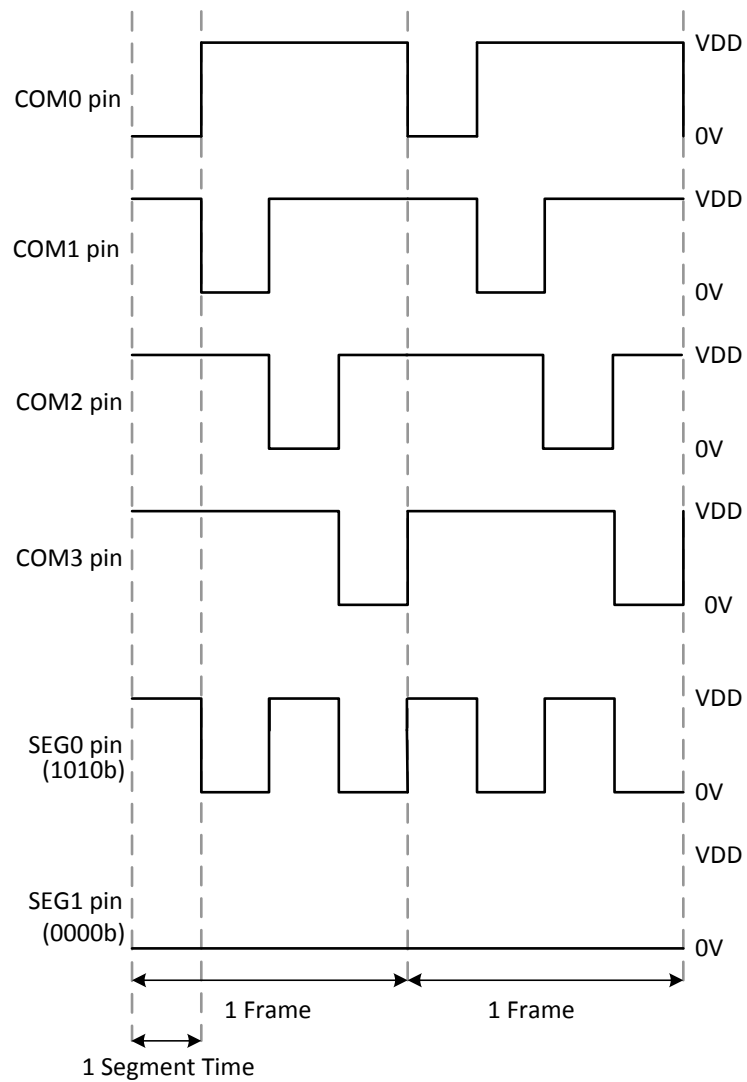 VDD
COM0 pin
0V
VDD
COM1 pin
0V
VDD
COM2 pin
0V
VDD
COM3 pin
0V
VDD
SEG0 pin
(1010b)
0V
VDD
SEG1 pin
(0000b)
0V
1 Frame
1 Frame
1 Segment Time